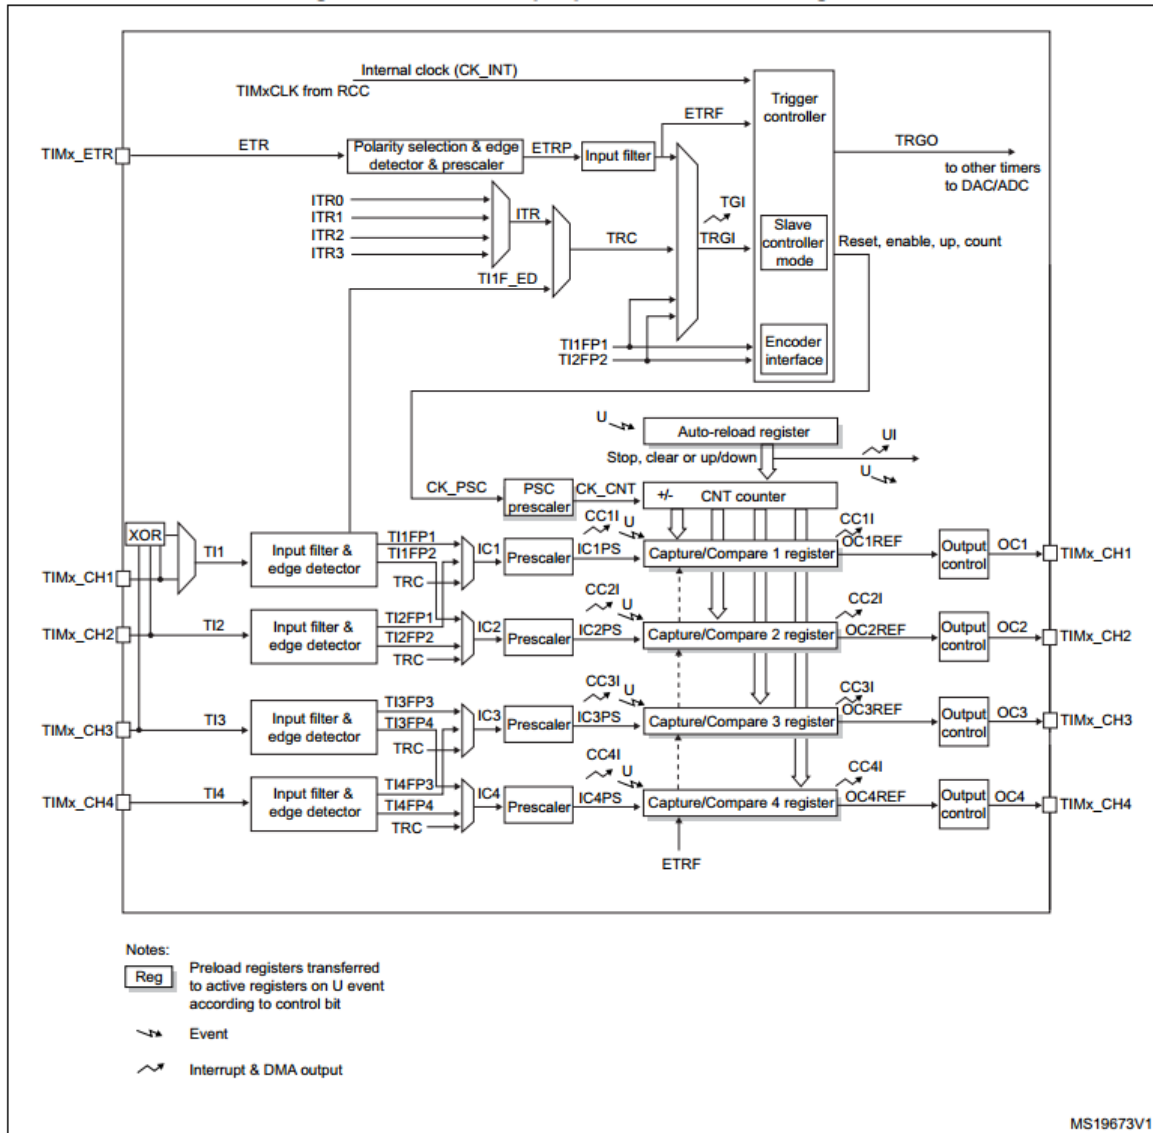 Internal clock (CK_INT)
TIMxCLK from RCC
Trigger
controller
ETRF
TIMx_ETR
ETR
Polarity selection & edge
detector & prescaler
ETRP
Input filter
TRGO
to other timers
to DAC/ADC
ITR0
ITR1
ITR2
ITR3
ITR
TRC
TI1F_ED
TGI
TRGI
Slave
controller
mode
Reset, enable, up, count
TI1FP1
TI2FP2
Encoder
interface
U
Auto-reload register
UI
Stop, clear or up/down
U
CK_PSC
PSC
prescaler
CK_CNT
+/-
CNT counter
XOR
TIMx_CH1
TI1
Input filter &
edge detector
TI1FP1
TI1FP2
TRC
IC1
Prescaler
IC1PS
CC1I
U
Capture/Compare 1 register
CC1I
OC1REF
Output
control
OC1
TIMx_CH1
TIMx_CH2
TI2
Input filter &
edge detector
TI2FP1
TI2FP2
TRC
IC2
Prescaler
IC2PS
CC2I
U
Capture/Compare 2 register
CC2I
OC2REF
Output
control
OC2
TIMx_CH2
TIMx_CH3
TI3
Input filter &
edge detector
TI3FP3
TI3FP4
TRC
IC3
Prescaler
IC3PS
CC3I
U
Capture/Compare 3 register
CC3I
OC3REF
Output
control
OC3
TIMx_CH3
TIMx_CH4
TI4
Input filter &
edge detector
TI4FP3
TI4FP4
TRC
IC4
Prescaler
IC4PS
CC4I
U
Capture/Compare 4 register
CC4I
OC4REF
Output
control
OC4
TIMx_CH4
ETRF
Notes:
Reg
Preload registers transferred
to active registers on U event
according to control bit
Event
Interrupt & DMA output
MS19673V1